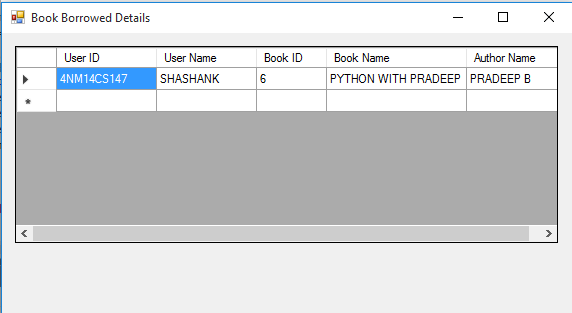 Book Borrowed Details
User ID User Name Book ID Book Name Author Name
4NM14CS147 SHASHANK 6 PYTHON WITH PRADEEP PRADEEP B